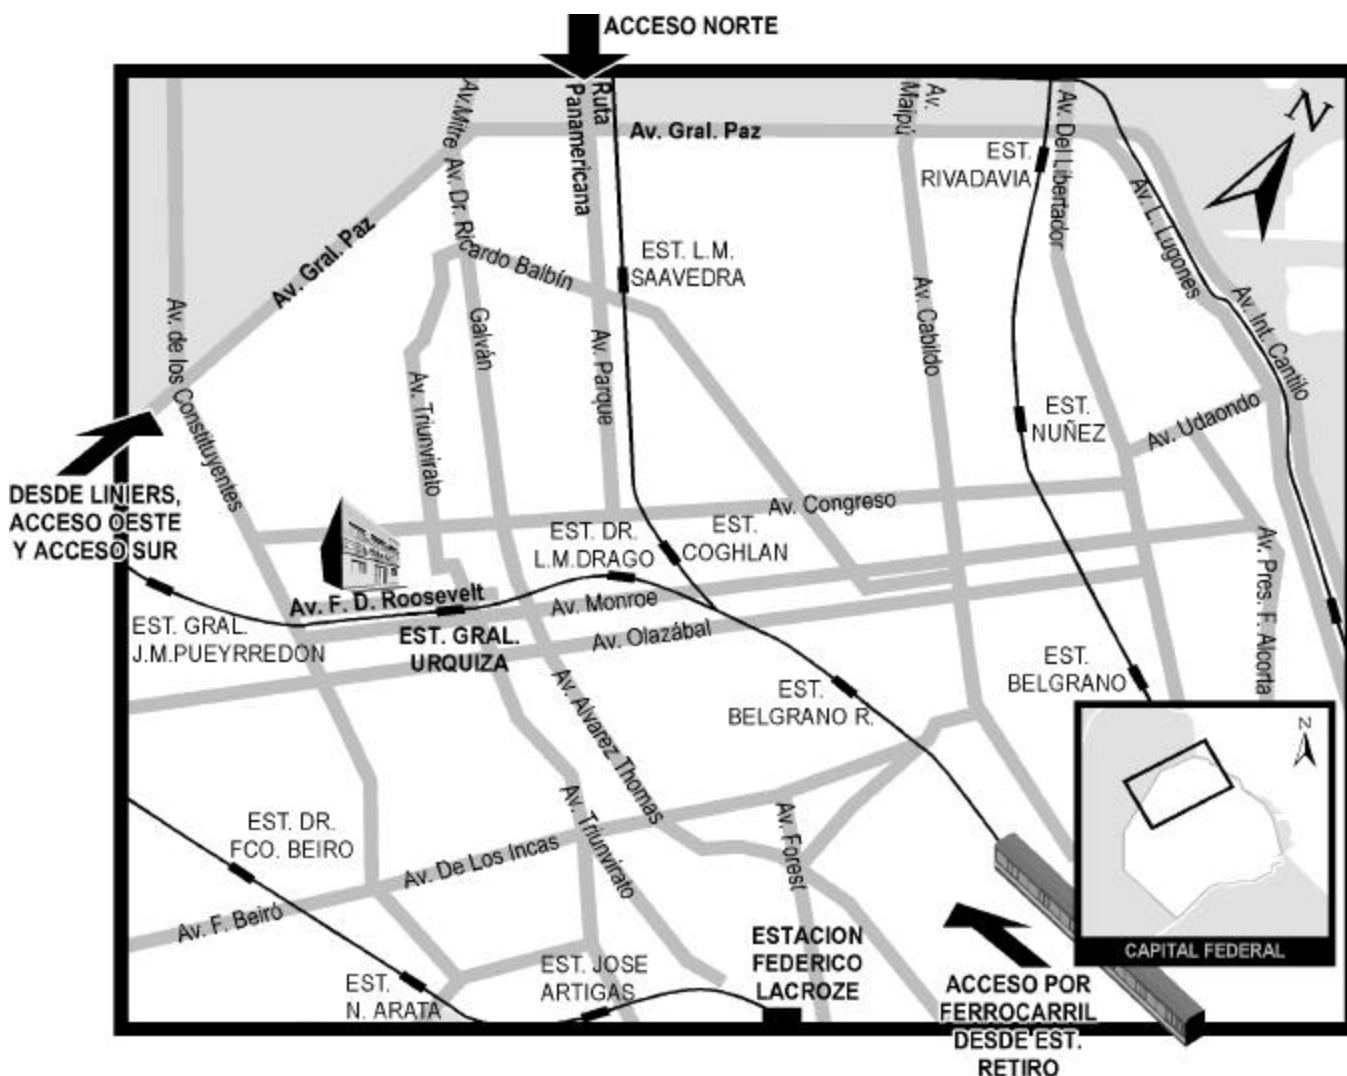 ACCESO NORTE
Av. Mitre
Ruta
Panamericana
Av.
Maipú
Av. Del Libertador
N
Av. Gral. Paz
EST.
RIVADAVIA
Av. L. Lugones
Av. Dr. Ricardo Balbín
Av. Gral. Paz
EST. L.M.
SAAVEDRA
Av. de los Constituyentes
Galván
Av. Parque
Av. Cabildo
Av. Int. Cantilo
Av. Triunvirato
EST.
NUÑEZ
Av. Udaondo
DESDE LINIERS,
ACCESO OESTE
Y ACCESO SUR
Av. Congreso
EST. DR.
L.M.DRAGO
EST.
COGHLAN
Av. Pres. F. Alcorta
Av. F. D. Roosevelt
Av. Monroe
EST. GRAL.
J.M.PUEYRREDON
EST. GRAL.
URQUIZA
Av. Olazábal
EST.
BELGRANO R.
EST.
BELGRANO
Av. Alvarez Thomas
N
EST. DR.
FCO. BEIRO
Av. Triunvirato
Av. Forest
Av. De Los Incas
Av. F. Beiró
CAPITAL FEDERAL
ESTACION
FEDERICO
LACROZE
EST. JOSE
ARTIGAS
EST.
N. ARATA
ACCESO POR
FERROCARRIL
DESDE EST.
RETIRO